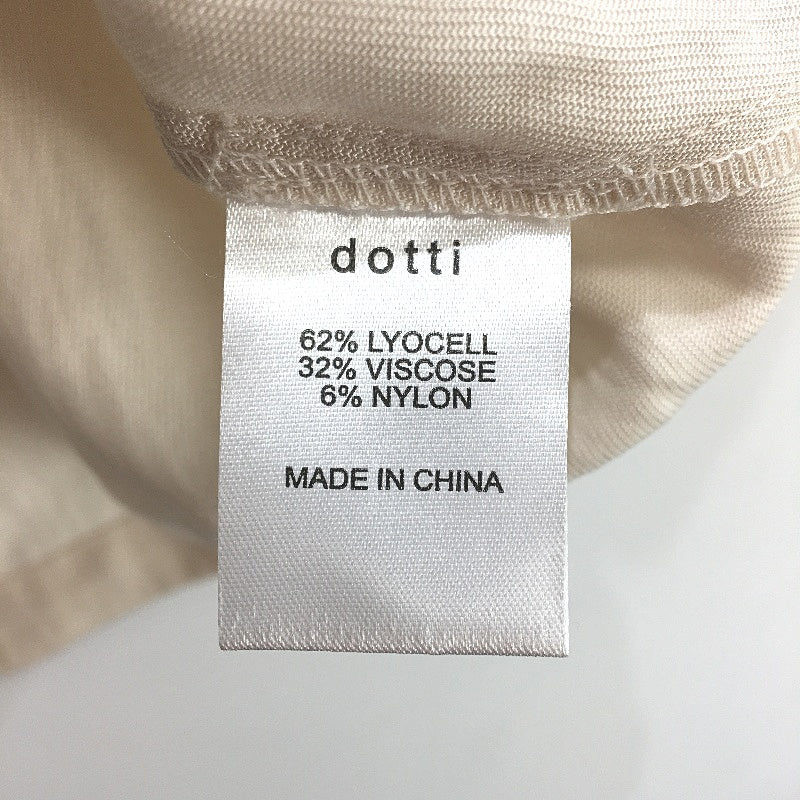 dotti
62% LYOCELL
32% VISCOSE
6% NYLON
MADE IN CHINA